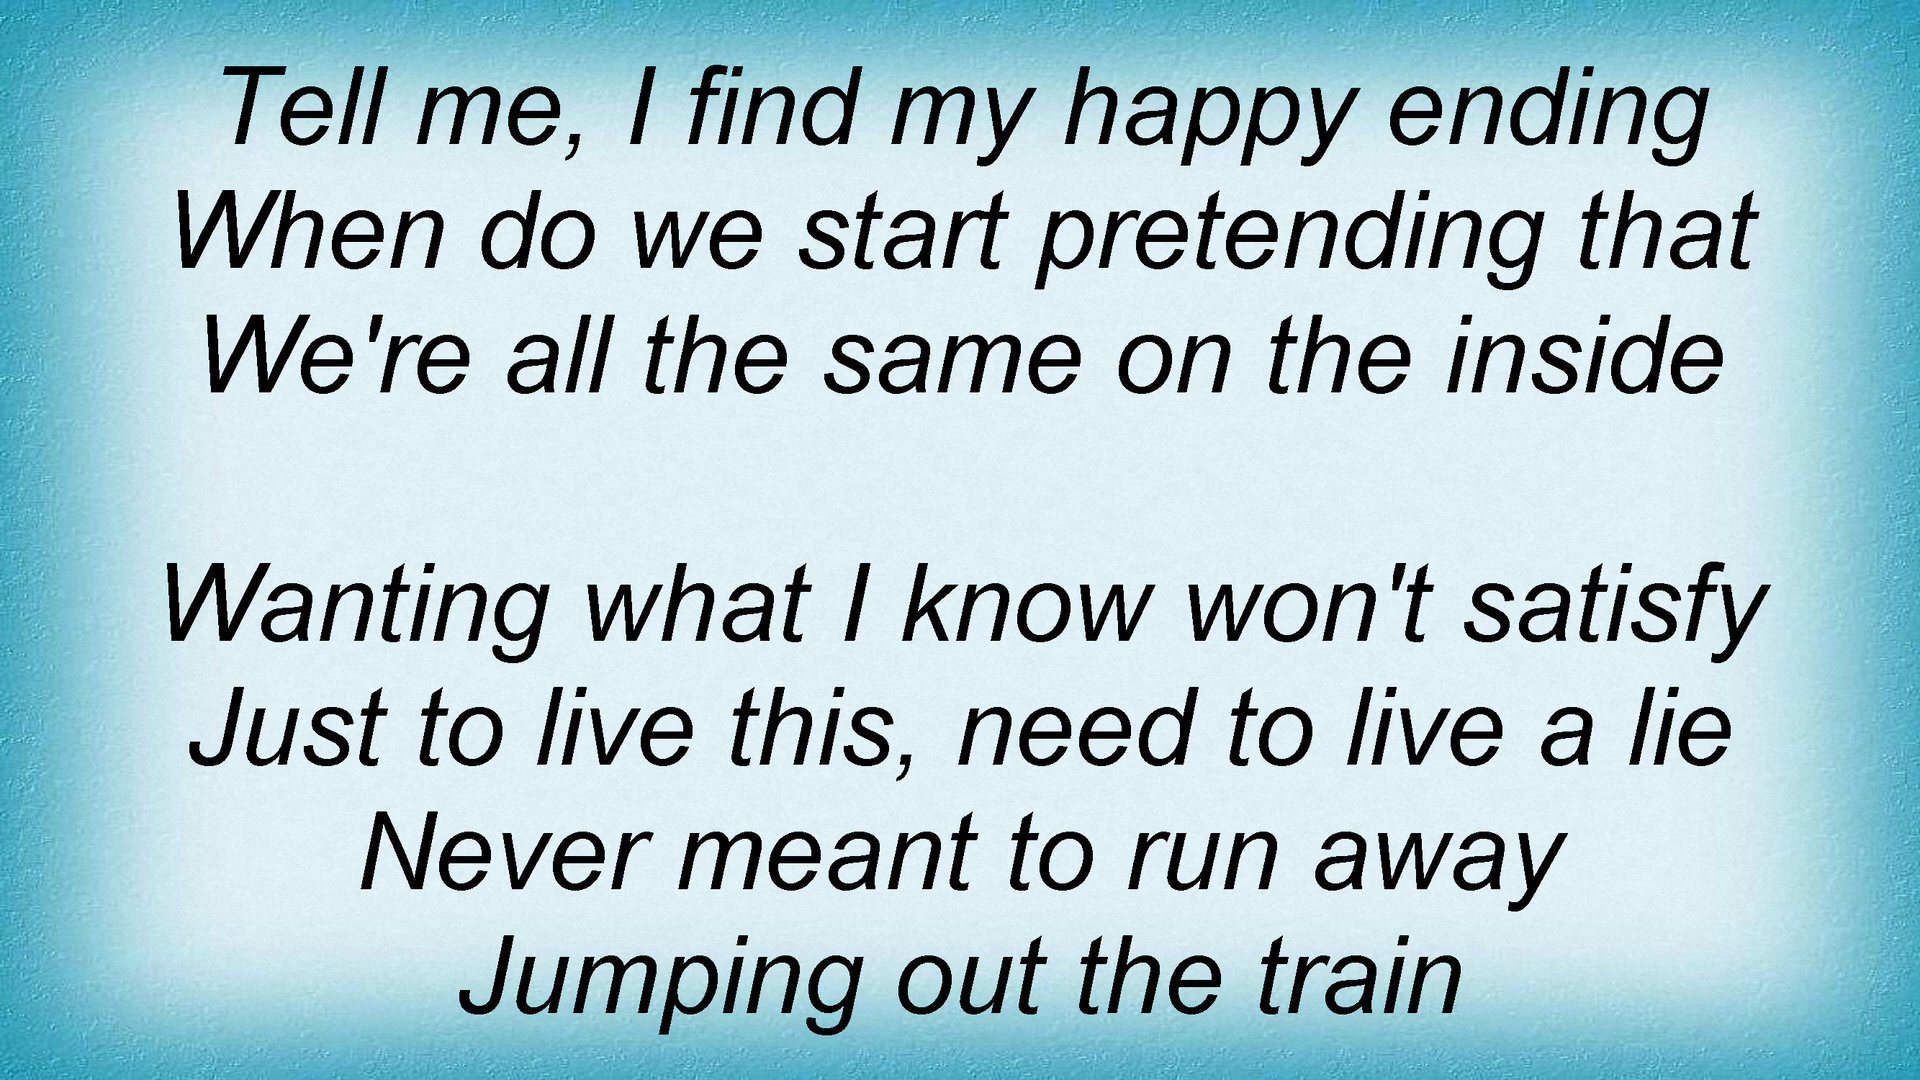 Tell me, I find my happy ending
When do we start pretending that
We're all the same on the inside
Wanting what I know won't satisfy
Just to live this, need to live a lie
Never meant to run away
Jumping out the train